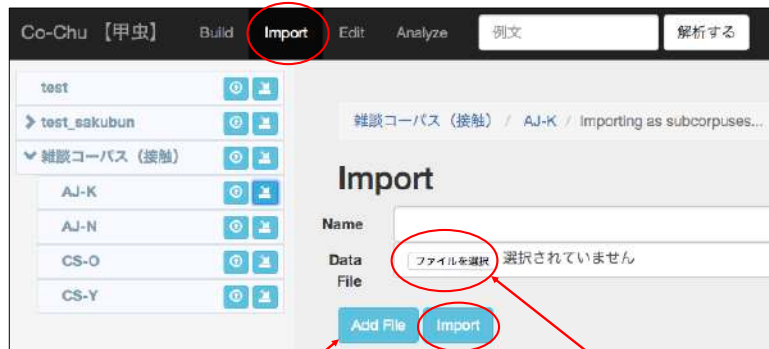 Co-Chu 【甲虫】 Build Import Edit Analyze 例文 解析する
test
test_sakubun
雑談コーパス（接触）
AJ-K
AJ-N
CS-O
CS-Y
雑談コーパス（接触） / AJ-K / Importing as subcorpuses...
Import
Name
Data File ファイルを選択 選択されていません
Add File Import